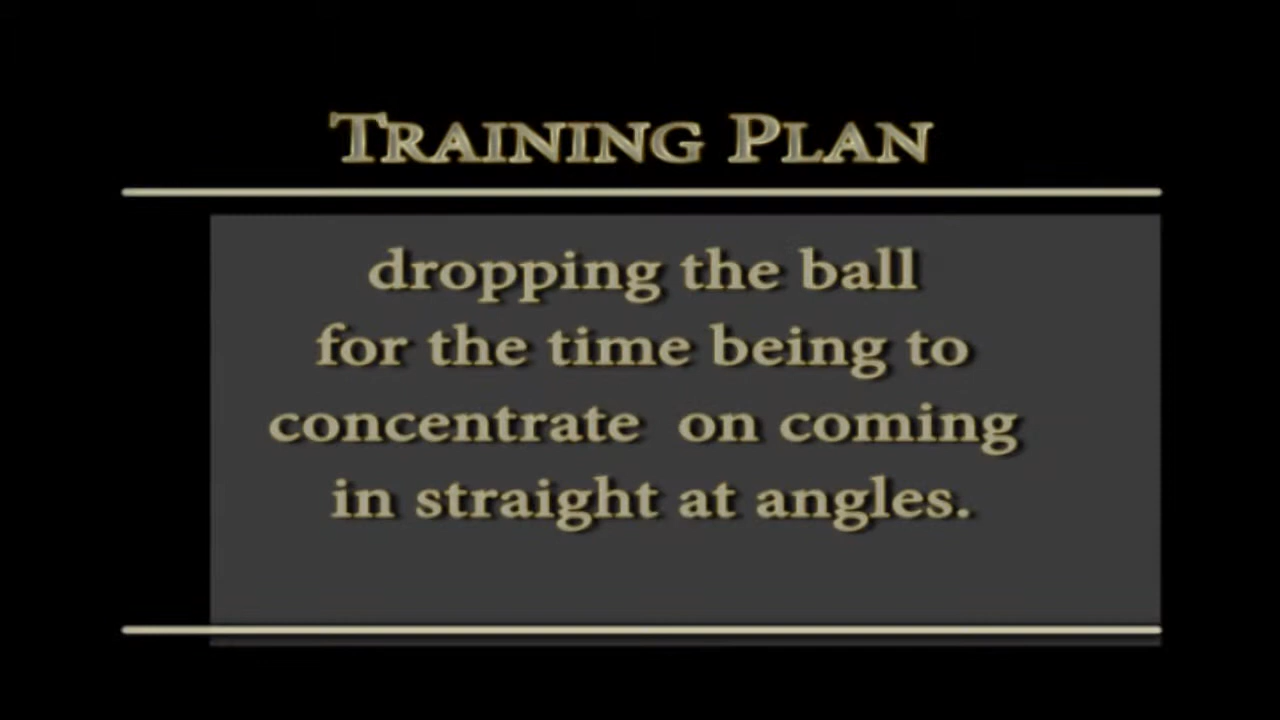 Training Plan
dropping the ball
for the time being to
concentrate  on coming
in straight at angles.